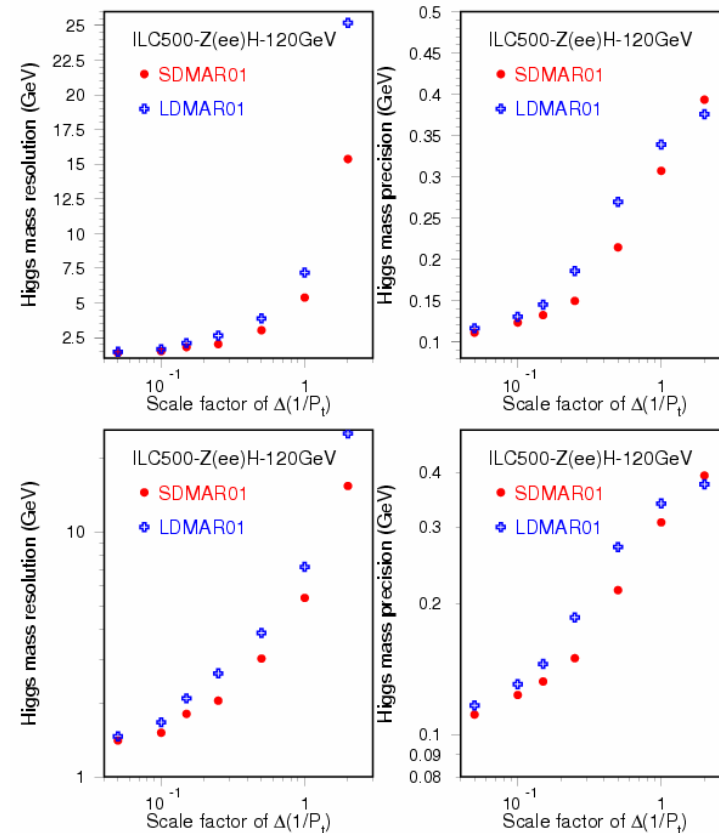 ILC500-Z(ee)H-120GeV
SDMAR01
LDMAR01
Higgs mass resolution (GeV)
25
22.5
20
17.5
15
12.5
10
7.5
5
2.5
10⁻¹
1
Scale factor of Δ(1/Pₜ)
ILC500-Z(ee)H-120GeV
SDMAR01
LDMAR01
Higgs mass precision (GeV)
0.5
0.45
0.4
0.35
0.3
0.25
0.2
0.15
0.1
10⁻¹
1
Scale factor of Δ(1/Pₜ)
ILC500-Z(ee)H-120GeV
SDMAR01
LDMAR01
Higgs mass resolution (GeV)
10
1
10⁻¹
1
Scale factor of Δ(1/Pₜ)
ILC500-Z(ee)H-120GeV
SDMAR01
LDMAR01
Higgs mass precision (GeV)
0.4
0.3
0.2
0.1
0.09
0.08
10⁻¹
1
Scale factor of Δ(1/Pₜ)